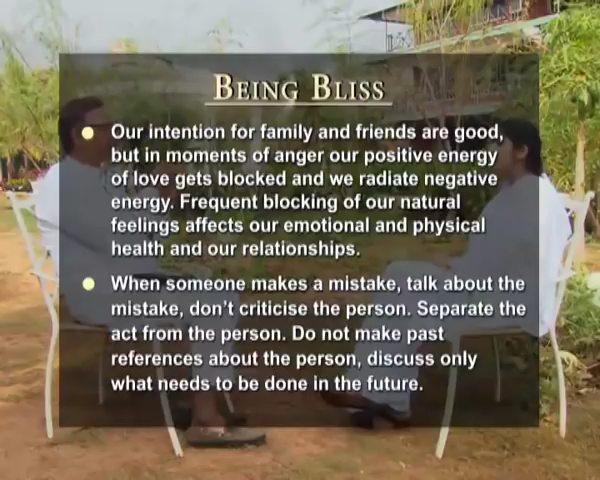 BEING BLISS
Our intention for family and friends are good,
but in moments of anger our positive energy
of love gets blocked and we radiate negative
energy. Frequent blocking of our natural
feelings affects our emotional and physical
health and our relationships.
When someone makes a mistake, talk about the
mistake, don't criticise the person. Separate the
act from the person. Do not make past
references about the person, discuss only
what needs to be done in the future.